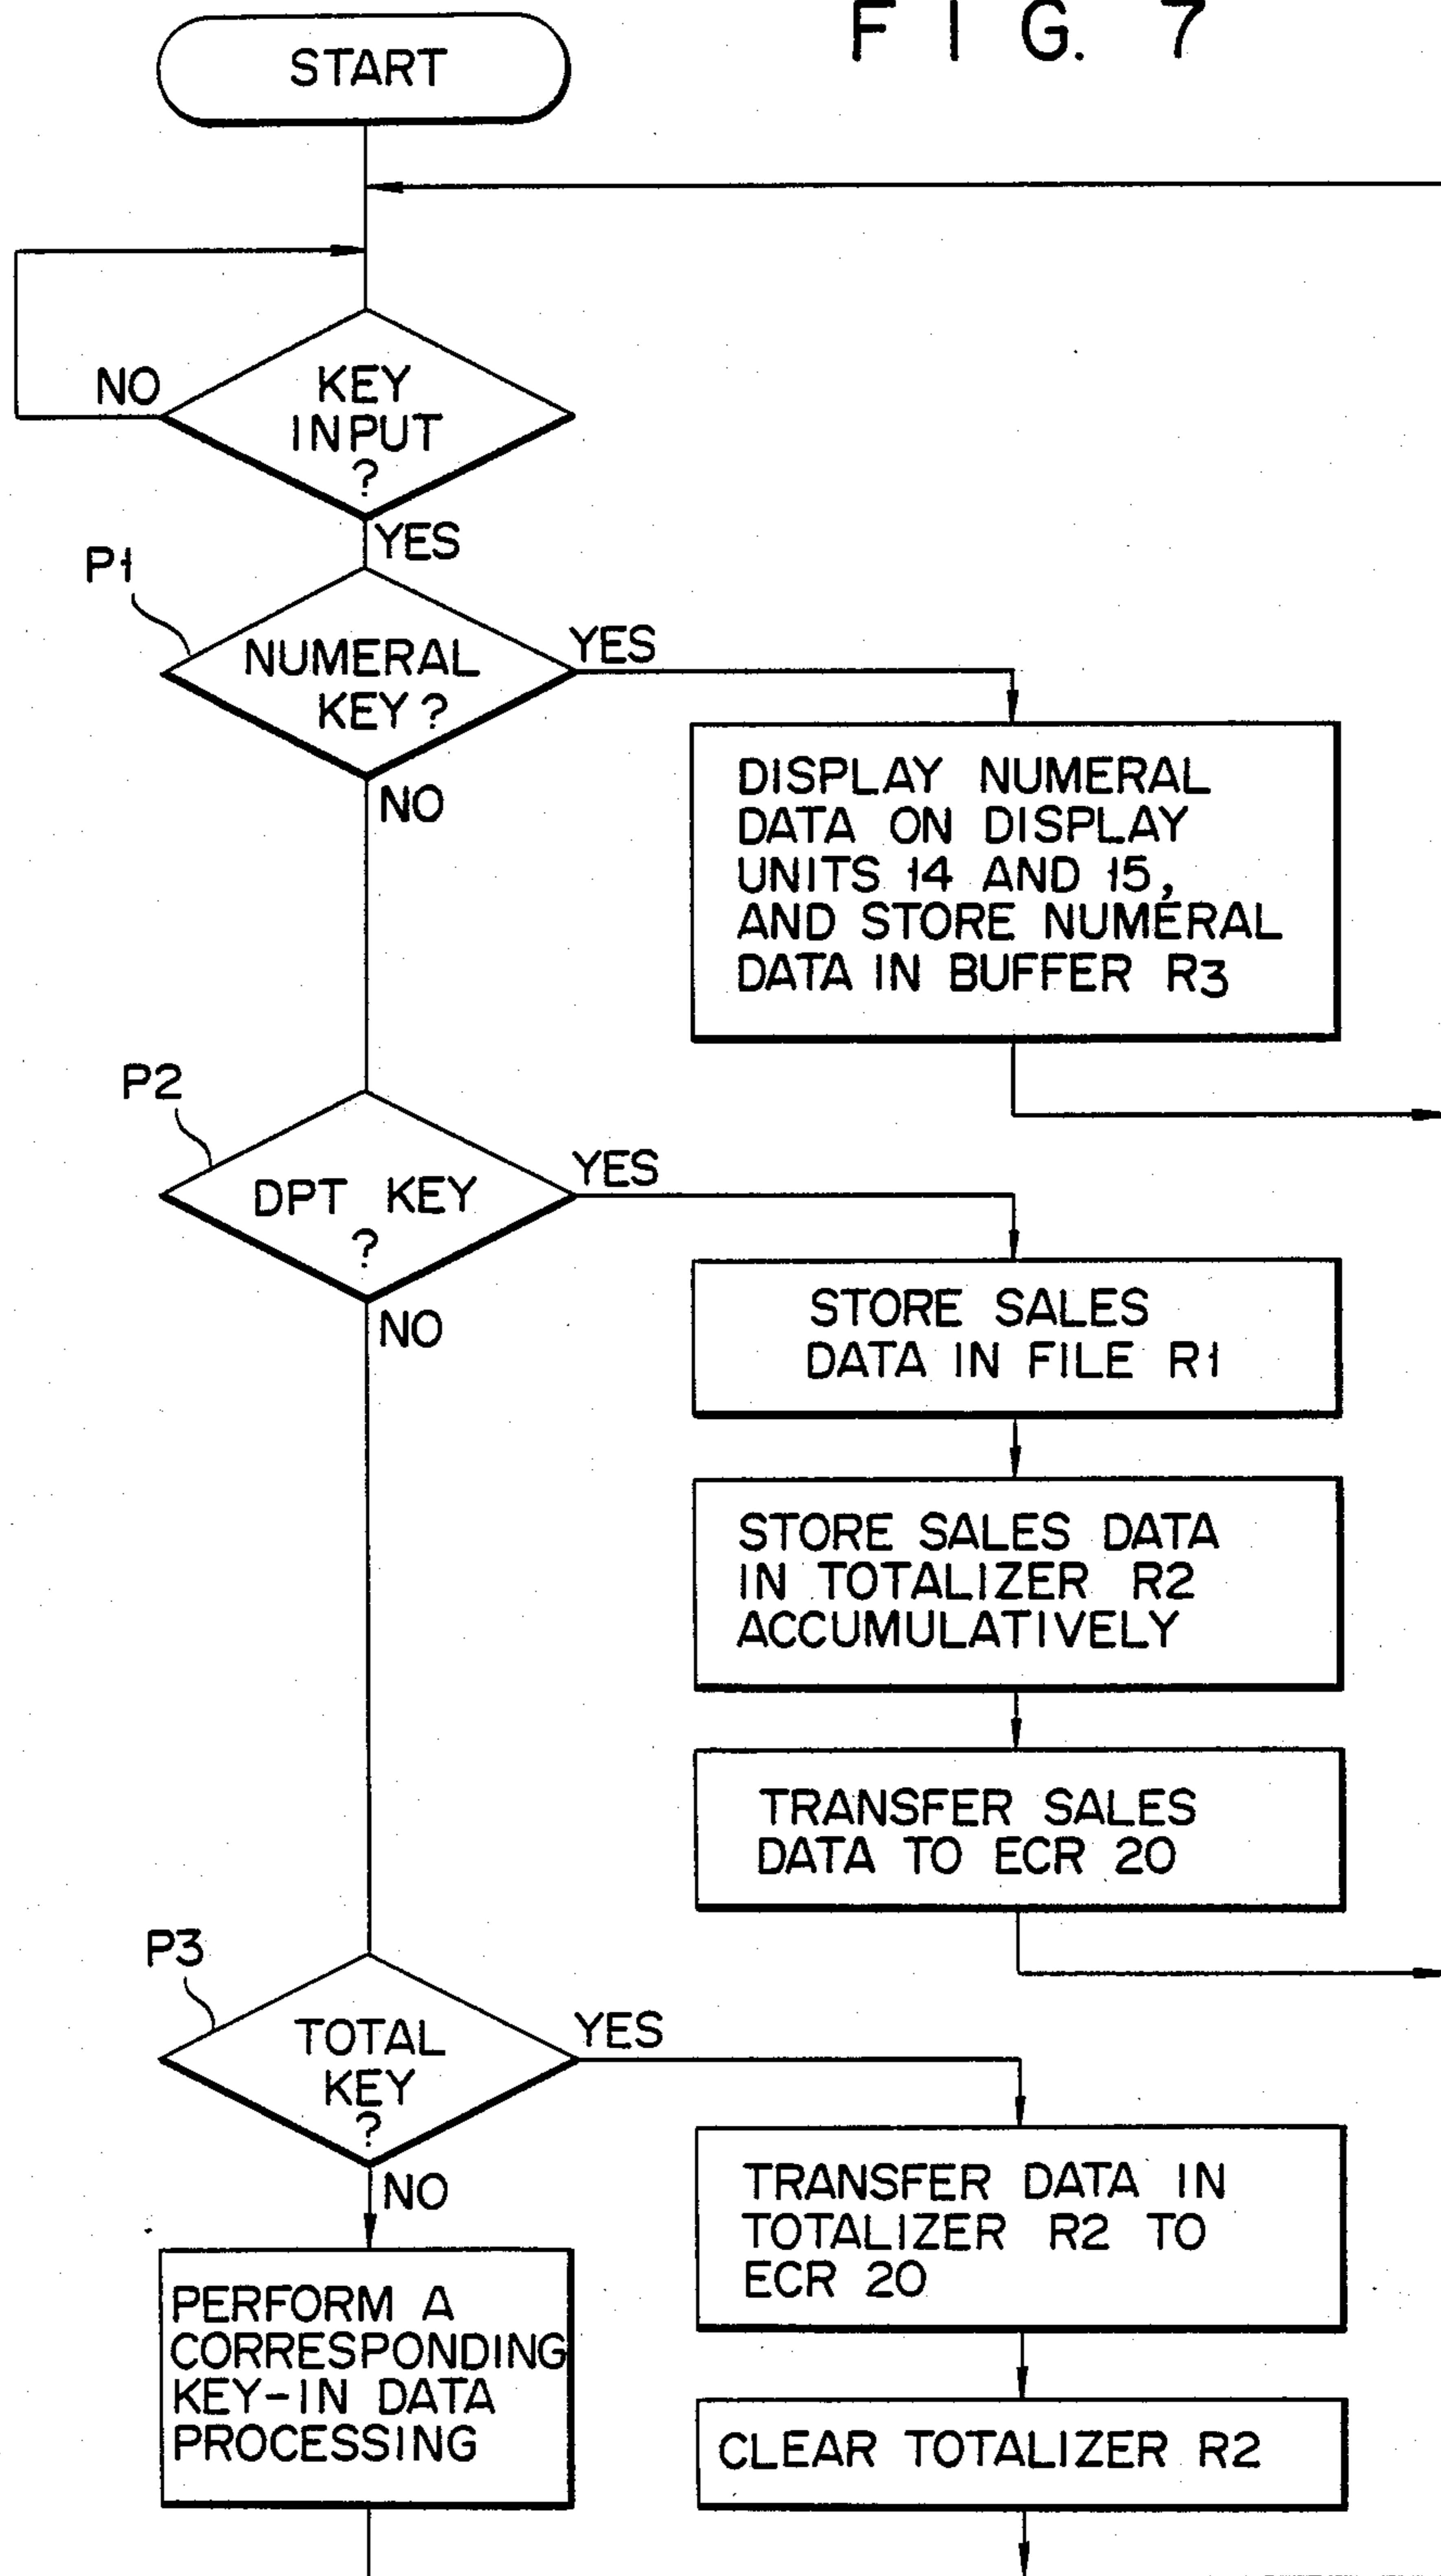 F I G. 7
START
KEY
INPUT
?
NO
YES
P1
NUMERAL
KEY?
YES
NO
DISPLAY NUMERAL
DATA ON DISPLAY
UNITS 14 AND 15,
AND STORE NUMERAL
DATA IN BUFFER R3
P2
DPT KEY
?
YES
NO
STORE SALES
DATA IN FILE R1
STORE SALES DATA
IN TOTALIZER R2
ACCUMULATIVELY
TRANSFER SALES
DATA TO ECR 20
P3
TOTAL
KEY
?
YES
NO
TRANSFER DATA IN
TOTALIZER R2 TO
ECR 20
PERFORM A
CORRESPONDING
KEY-IN DATA
PROCESSING
CLEAR TOTALIZER R2